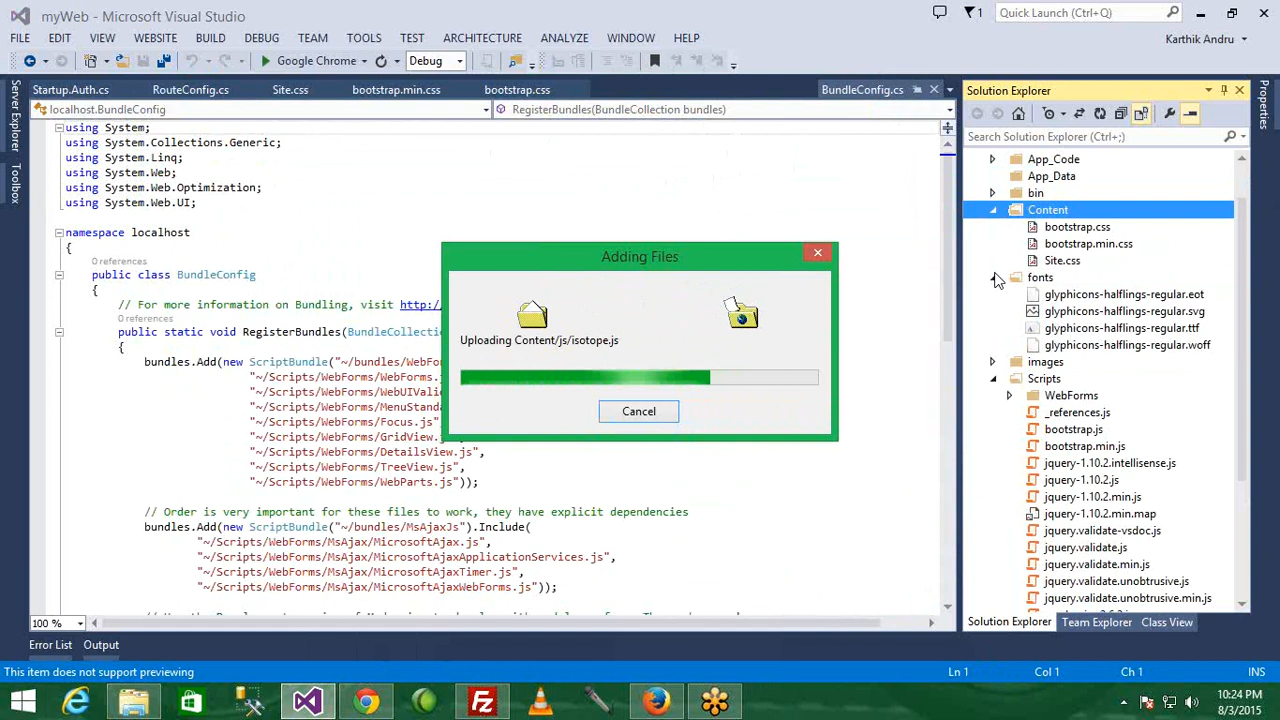 myWeb - Microsoft Visual Studio
1
Quick Launch (Ctrl+Q)
FILE EDIT VIEW WEBSITE BUILD DEBUG TEAM TOOLS TEST ARCHITECTURE ANALYZE WINDOW HELP
Karthik Andru
Google Chrome
Debug
Startup.Auth.cs RouteConfig.cs Site.css bootstrap.min.css bootstrap.css BundleConfig.cs
localhost.BundleConfig
RegisterBundles(BundleCollection bundles)
Server Explorer
Toolbox
using System;
using System.Collections.Generic;
using System.Linq;
using System.Web;
using System.Web.Optimization;
using System.Web.UI;
namespace localhost
{
0 references
public class BundleConfig
{
// For more information on Bundling, visit http:/
0 references
public static void RegisterBundles(BundleCollecti
{
bundles.Add(new ScriptBundle("~/bundles/WebForm
"~/Scripts/WebForms/WebForms.
"~/Scripts/WebForms/WebUIVali
"~/Scripts/WebForms/MenuStanda
"~/Scripts/WebForms/Focus.js",
"~/Scripts/WebForms/GridView.j
"~/Scripts/WebForms/DetailsView.js",
"~/Scripts/WebForms/TreeView.js",
"~/Scripts/WebForms/WebParts.js"));
// Order is very important for these files to work, they have explicit dependencies
bundles.Add(new ScriptBundle("~/bundles/MsAjaxJs").Include(
"~/Scripts/WebForms/MsAjax/MicrosoftAjax.js",
"~/Scripts/WebForms/MsAjax/MicrosoftAjaxApplicationServices.js",
"~/Scripts/WebForms/MsAjax/MicrosoftAjaxTimer.js",
"~/Scripts/WebForms/MsAjax/MicrosoftAjaxWebForms.js"));
100 %
Adding Files
Uploading Content/js/isotope.js
Cancel
Solution Explorer
Search Solution Explorer (Ctrl+;)
App_Code
App_Data
bin
Content
bootstrap.css
bootstrap.min.css
Site.css
fonts
glyphicons-halflings-regular.eot
glyphicons-halflings-regular.svg
glyphicons-halflings-regular.ttf
glyphicons-halflings-regular.woff
images
Scripts
WebForms
_references.js
bootstrap.js
bootstrap.min.js
jquery-1.10.2.intellisense.js
jquery-1.10.2.js
jquery-1.10.2.min.js
jquery-1.10.2.min.map
jquery.validate-vsdoc.js
jquery.validate.js
jquery.validate.min.js
jquery.validate.unobtrusive.js
jquery.validate.unobtrusive.min.js
Solution Explorer Team Explorer Class View
Properties
Error List Output
This item does not support previewing
Ln 1 Col 1 Ch 1 INS
10:24 PM
8/3/2015